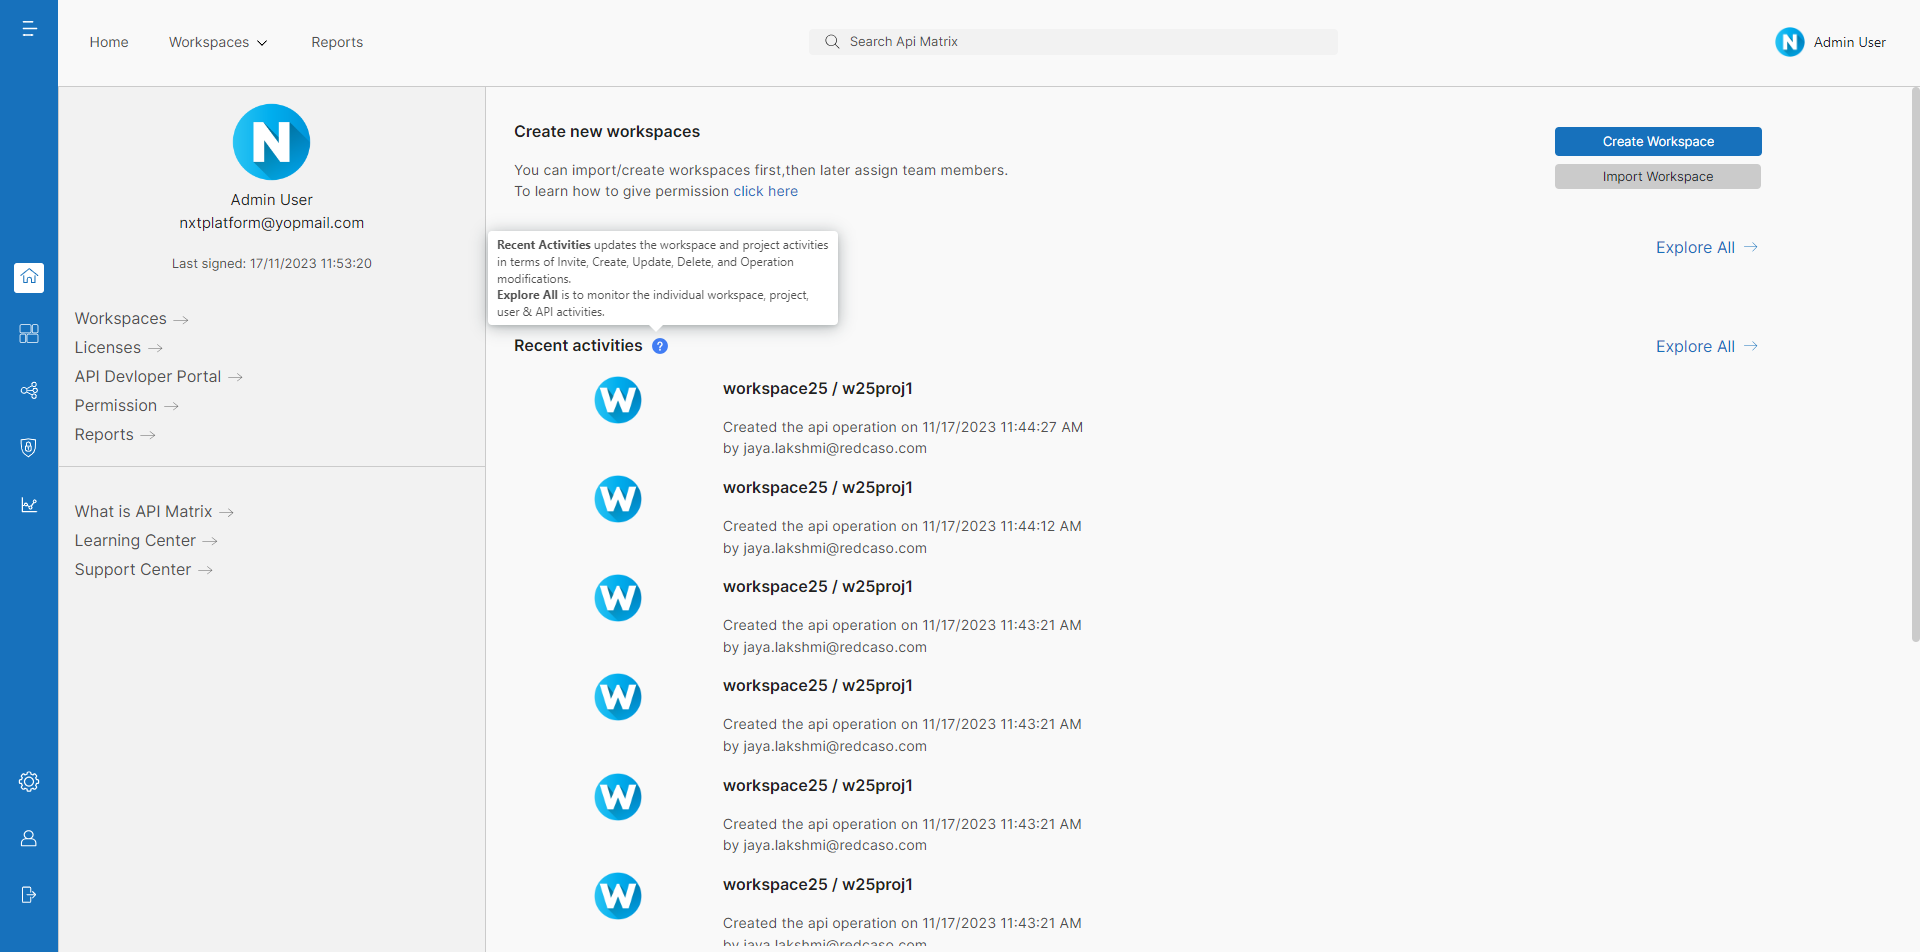 Home
Workspaces
Reports
Search Api Matrix
N
Admin User
N
Admin User
nxtplatform@yopmail.com
Last signed: 17/11/2023 11:53:20
Workspaces
Licenses
API Devloper Portal
Permission
Reports
What is API Matrix
Learning Center
Support Center
Create new workspaces
You can import/create workspaces first,then later assign team members.
To learn how to give permission click here
Create Workspace
Import Workspace
Explore All
Recent Activities updates the workspace and project activities
in terms of Invite, Create, Update, Delete, and Operation
modifications.
Explore All is to monitor the individual workspace, project,
user & API activities.
Recent activities ?
Explore All
W
workspace25 / w25proj1
Created the api operation on 11/17/2023 11:44:27 AM
by jaya.lakshmi@redcaso.com
W
workspace25 / w25proj1
Created the api operation on 11/17/2023 11:44:12 AM
by jaya.lakshmi@redcaso.com
W
workspace25 / w25proj1
Created the api operation on 11/17/2023 11:43:21 AM
by jaya.lakshmi@redcaso.com
W
workspace25 / w25proj1
Created the api operation on 11/17/2023 11:43:21 AM
by jaya.lakshmi@redcaso.com
W
workspace25 / w25proj1
Created the api operation on 11/17/2023 11:43:21 AM
by jaya.lakshmi@redcaso.com
W
workspace25 / w25proj1
Created the api operation on 11/17/2023 11:43:21 AM
by jaya.lakshmi@redcaso.com